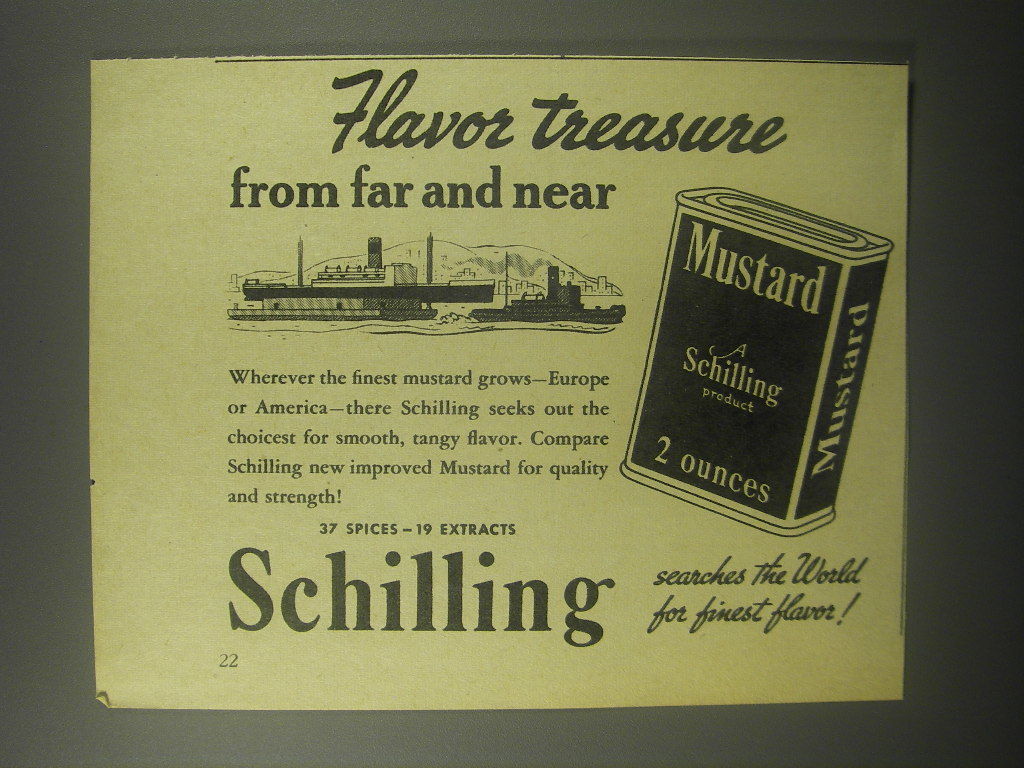 Flavor treasure
from far and near
Wherever the finest mustard grows—Europe
or America—there Schilling seeks out the
choicest for smooth, tangy flavor. Compare
Schilling new improved Mustard for quality
and strength!
37 SPICES – 19 EXTRACTS
Schilling
searches the World
for finest flavor!
22
Mustard
A
Schilling
product
2 ounces
Mustard